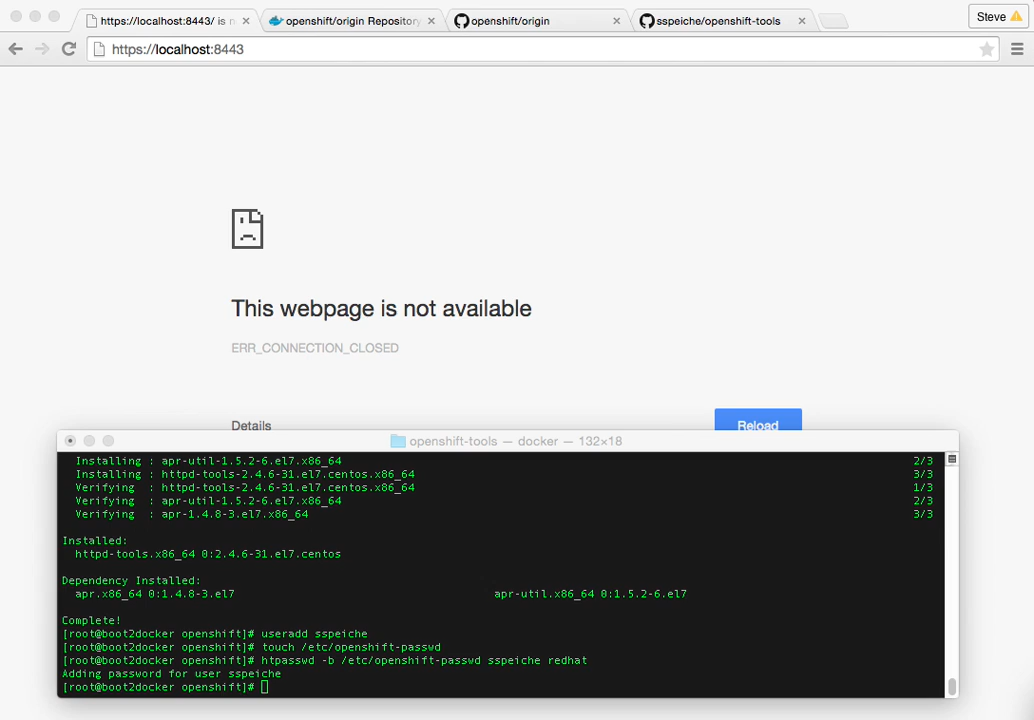 https://localhost:8443/ is n
openshift/origin Repository
openshift/origin
sspeiche/openshift-tools
Steve
https://localhost:8443
This webpage is not available
ERR_CONNECTION_CLOSED
Details
Reload
openshift-tools — docker — 132×18
Installing : apr-util-1.5.2-6.el7.x86_64 2/3
Installing : httpd-tools-2.4.6-31.el7.centos.x86_64 3/3
Verifying : httpd-tools-2.4.6-31.el7.centos.x86_64 1/3
Verifying : apr-util-1.5.2-6.el7.x86_64 2/3
Verifying : apr-1.4.8-3.el7.x86_64 3/3
Installed:
httpd-tools.x86_64 0:2.4.6-31.el7.centos
Dependency Installed:
apr.x86_64 0:1.4.8-3.el7 apr-util.x86_64 0:1.5.2-6.el7
Complete!
[root@boot2docker openshift]# useradd sspeiche
[root@boot2docker openshift]# touch /etc/openshift-passwd
[root@boot2docker openshift]# htpasswd -b /etc/openshift-passwd sspeiche redhat
Adding password for user sspeiche
[root@boot2docker openshift]#